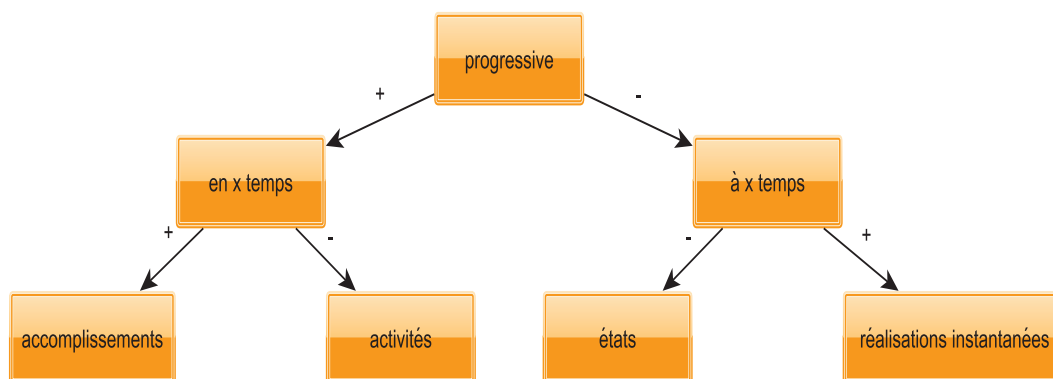 progressive
+
-
en x temps
à x temps
+
-
-
+
accomplissements
activités
états
réalisations instantanées